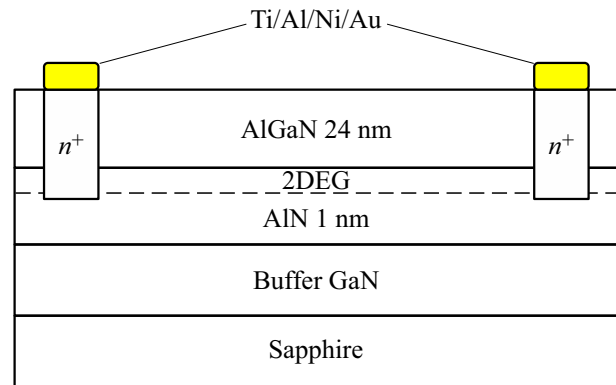 Ti/Al/Ni/Au
AlGaN 24 nm
n⁺ n⁺
2DEG
AlN 1 nm
Buffer GaN
Sapphire